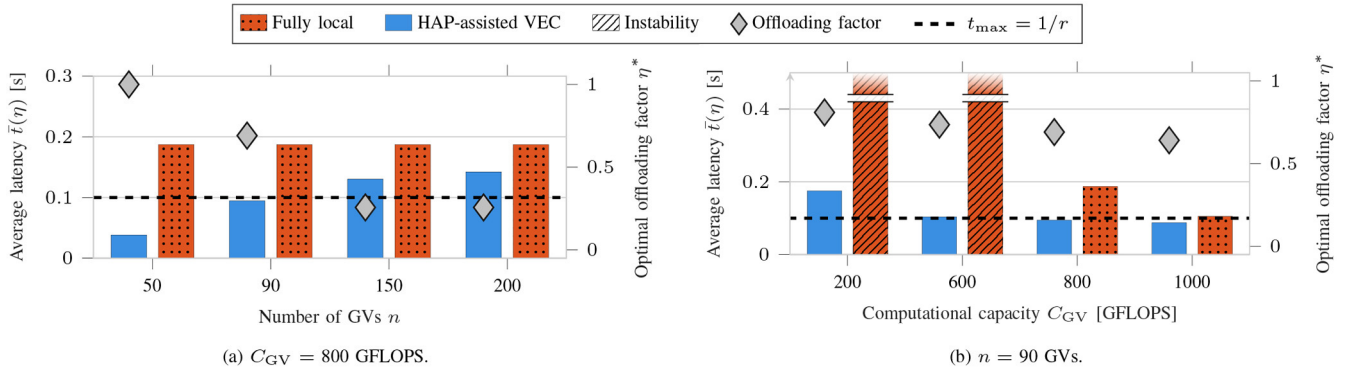 Fully local HAP-assisted VEC Instability Offloading factor t_max = 1/r
Average latency t̄(η) [s]
0.3
0.2
0.1
0
1
0.5
0
Optimal offloading factor η*
50 90 150 200
Number of GVs n
(a) C_GV = 800 GFLOPS.
Average latency t̄(η) [s]
0.4
0.2
0
1
0.5
0
Optimal offloading factor η*
200 600 800 1000
Computational capacity C_GV [GFLOPS]
(b) n = 90 GVs.